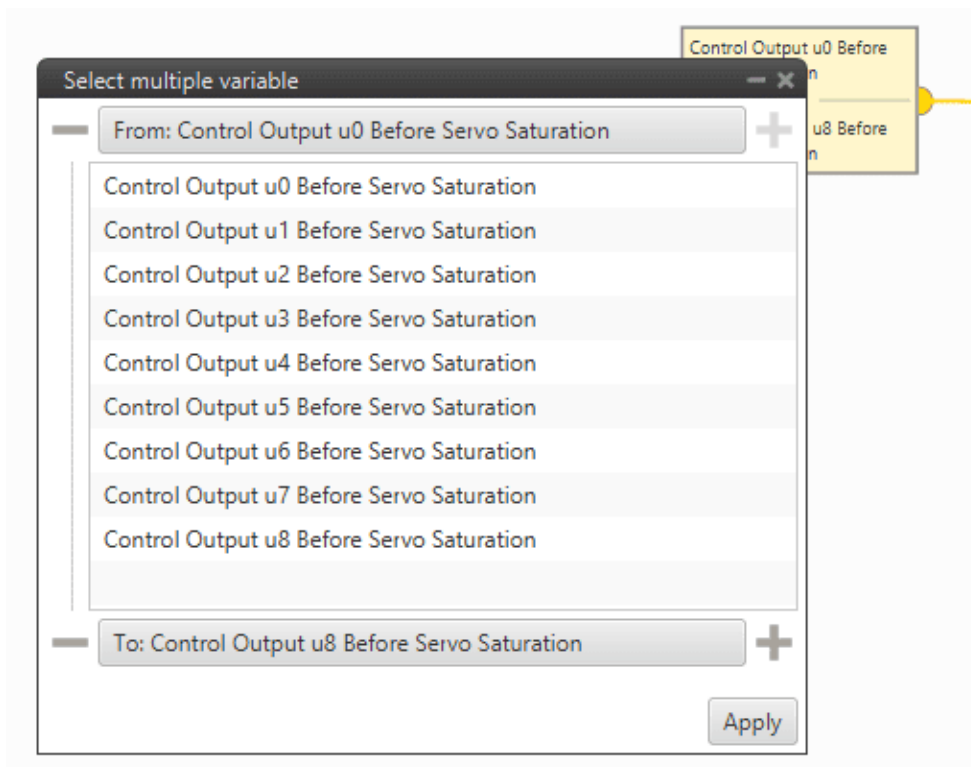 Control Output u0 Before
n
Select multiple variable
From: Control Output u0 Before Servo Saturation
u8 Before
n
Control Output u0 Before Servo Saturation
Control Output u1 Before Servo Saturation
Control Output u2 Before Servo Saturation
Control Output u3 Before Servo Saturation
Control Output u4 Before Servo Saturation
Control Output u5 Before Servo Saturation
Control Output u6 Before Servo Saturation
Control Output u7 Before Servo Saturation
Control Output u8 Before Servo Saturation
To: Control Output u8 Before Servo Saturation
Apply